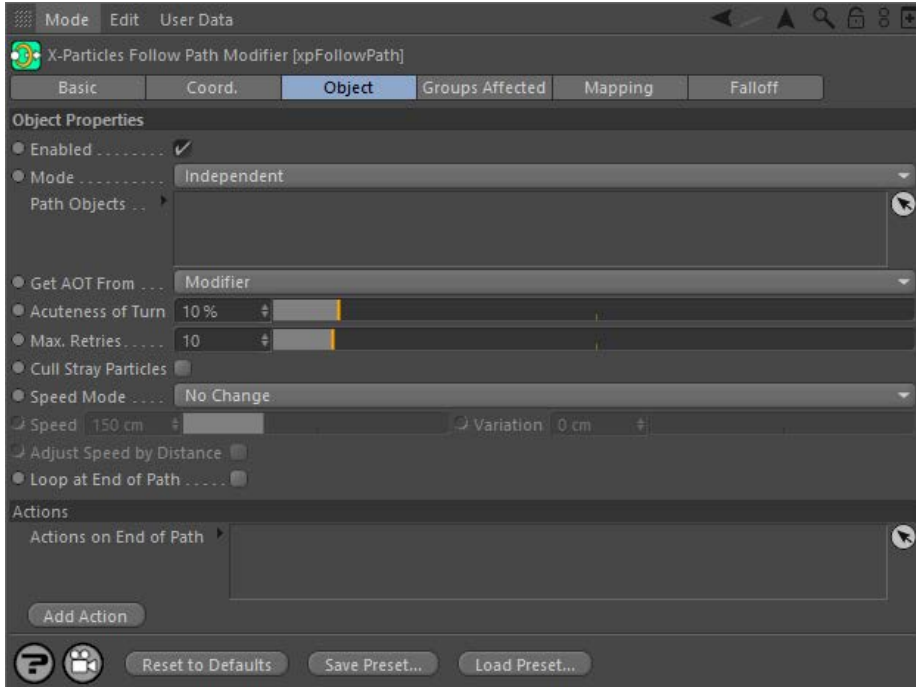 Mode Edit User Data
X-Particles Follow Path Modifier [xpFollowPath]
Basic Coord. Object Groups Affected Mapping Falloff
Object Properties
Enabled . . . . . . . .
Mode . . . . . . . . . . Independent
Path Objects . .
Get AOT From . . . Modifier
Acuteness of Turn 10 %
Max. Retries. . . . . 10
Cull Stray Particles
Speed Mode . . . . No Change
Speed 150 cm Variation 0 cm
Adjust Speed by Distance
Loop at End of Path . . . . .
Actions
Actions on End of Path
Add Action
Reset to Defaults Save Preset... Load Preset...